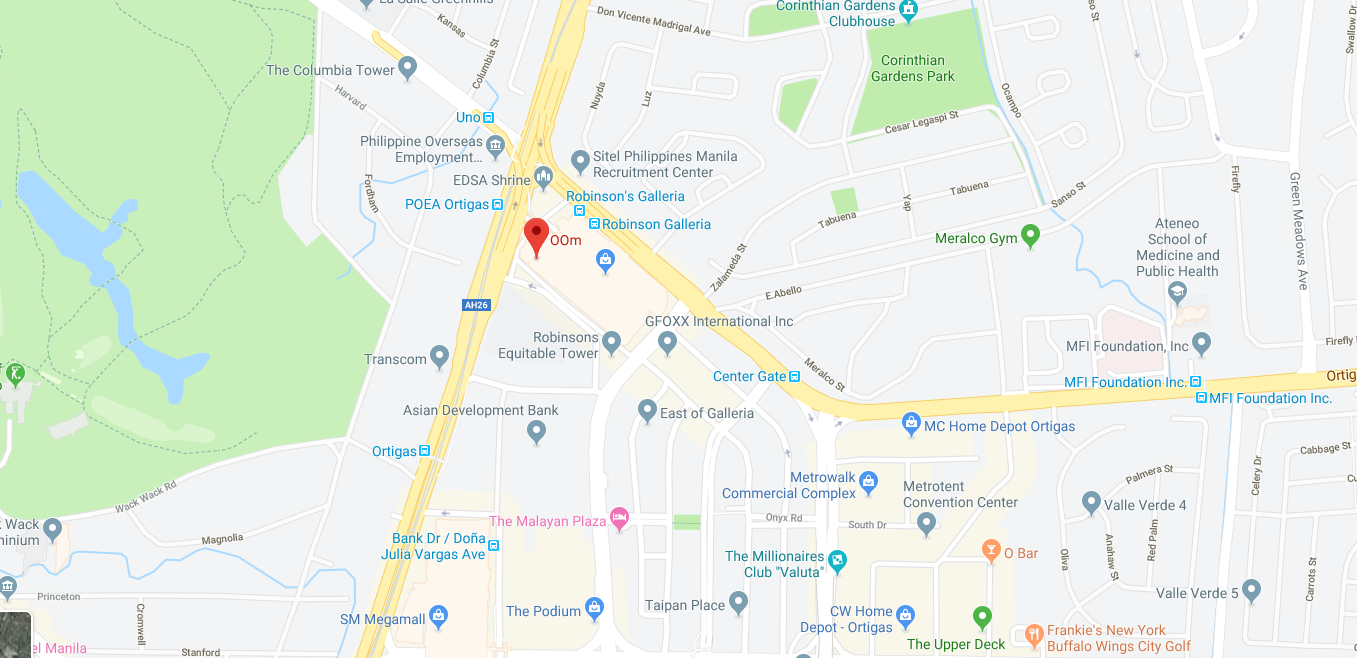 La Salle Greenhills
Kansas
Columbia St
Don Vicente Madrigal Ave
Corinthian Gardens
Clubhouse
Corinthian
Gardens Park
The Columbia Tower
Harvard
Nuyda
Luz
Ocampo
Cesar Legaspi St
Uno
Philippine Overseas
Employment...
Sitel Philippines Manila
Recruitment Center
EDSA Shrine
Fordham
POEA Ortigas
Robinson's Galleria
Robinson Galleria
OOm
Tabuena
Tabuena
Yap
Sanso St
Firefly
Green Meadows Ave
Swallow Dr
Meralco Gym
Ateneo
School of
Medicine and
Public Health
Zalameda St
E.Abello
AH26
GFOXX International Inc
Robinsons
Equitable Tower
Transcom
MFI Foundation, Inc
Firefly
Center Gate
Meralco St
MFI Foundation Inc.
MFI Foundation Inc.
Asian Development Bank
East of Galleria
MC Home Depot Ortigas
Ortigas
Cabbage St
Celery Dr
Palmera St
Metrowalk
Commercial Complex
Metrotent
Convention Center
Valle Verde 4
Wack Wack Rd
Magnolia
The Malayan Plaza
Onyx Rd
South Dr
Bank Dr / Doña
Julia Vargas Ave
The Millionaires
Club "Valuta"
O Bar
Oliva
Anahaw St
Red Palm
Carrots St
Valle Verde 5
Princeton
Cromwell
Stanford
SM Megamall
The Podium
Taipan Place
CW Home
Depot - Ortigas
The Upper Deck
Frankie's New York
Buffalo Wings City Golf